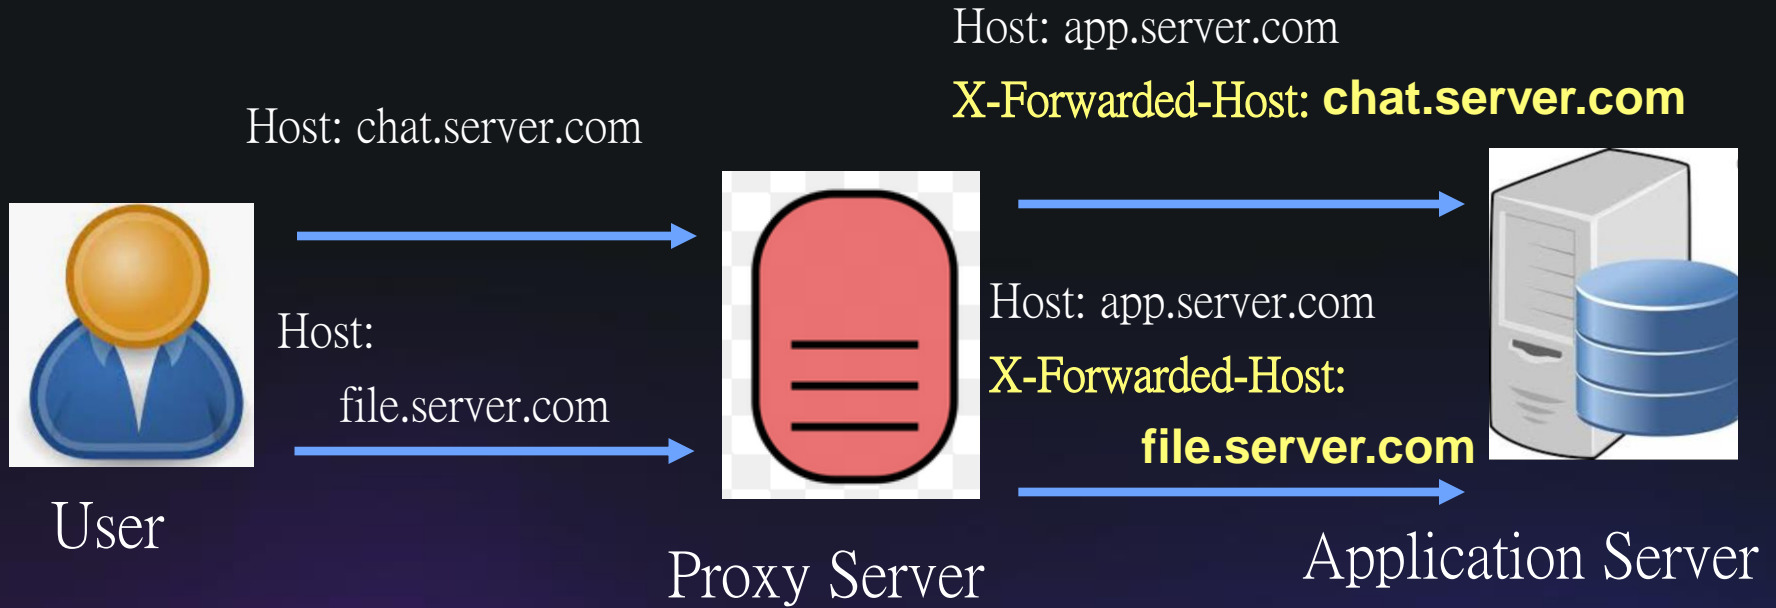 Host: app.server.com
X-Forwarded-Host: chat.server.com
Host: chat.server.com
Host: app.server.com
Host:
X-Forwarded-Host:
file.server.com
file.server.com
User
Proxy Server
Application Server